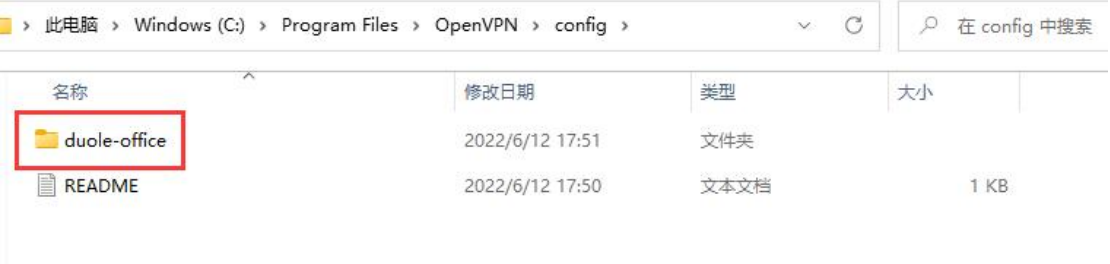 此电脑 > Windows (C:) > Program Files > OpenVPN > config >
在 config 中搜索
名称 修改日期 类型 大小
duole-office 2022/6/12 17:51 文件夹
README 2022/6/12 17:50 文本文档 1 KB